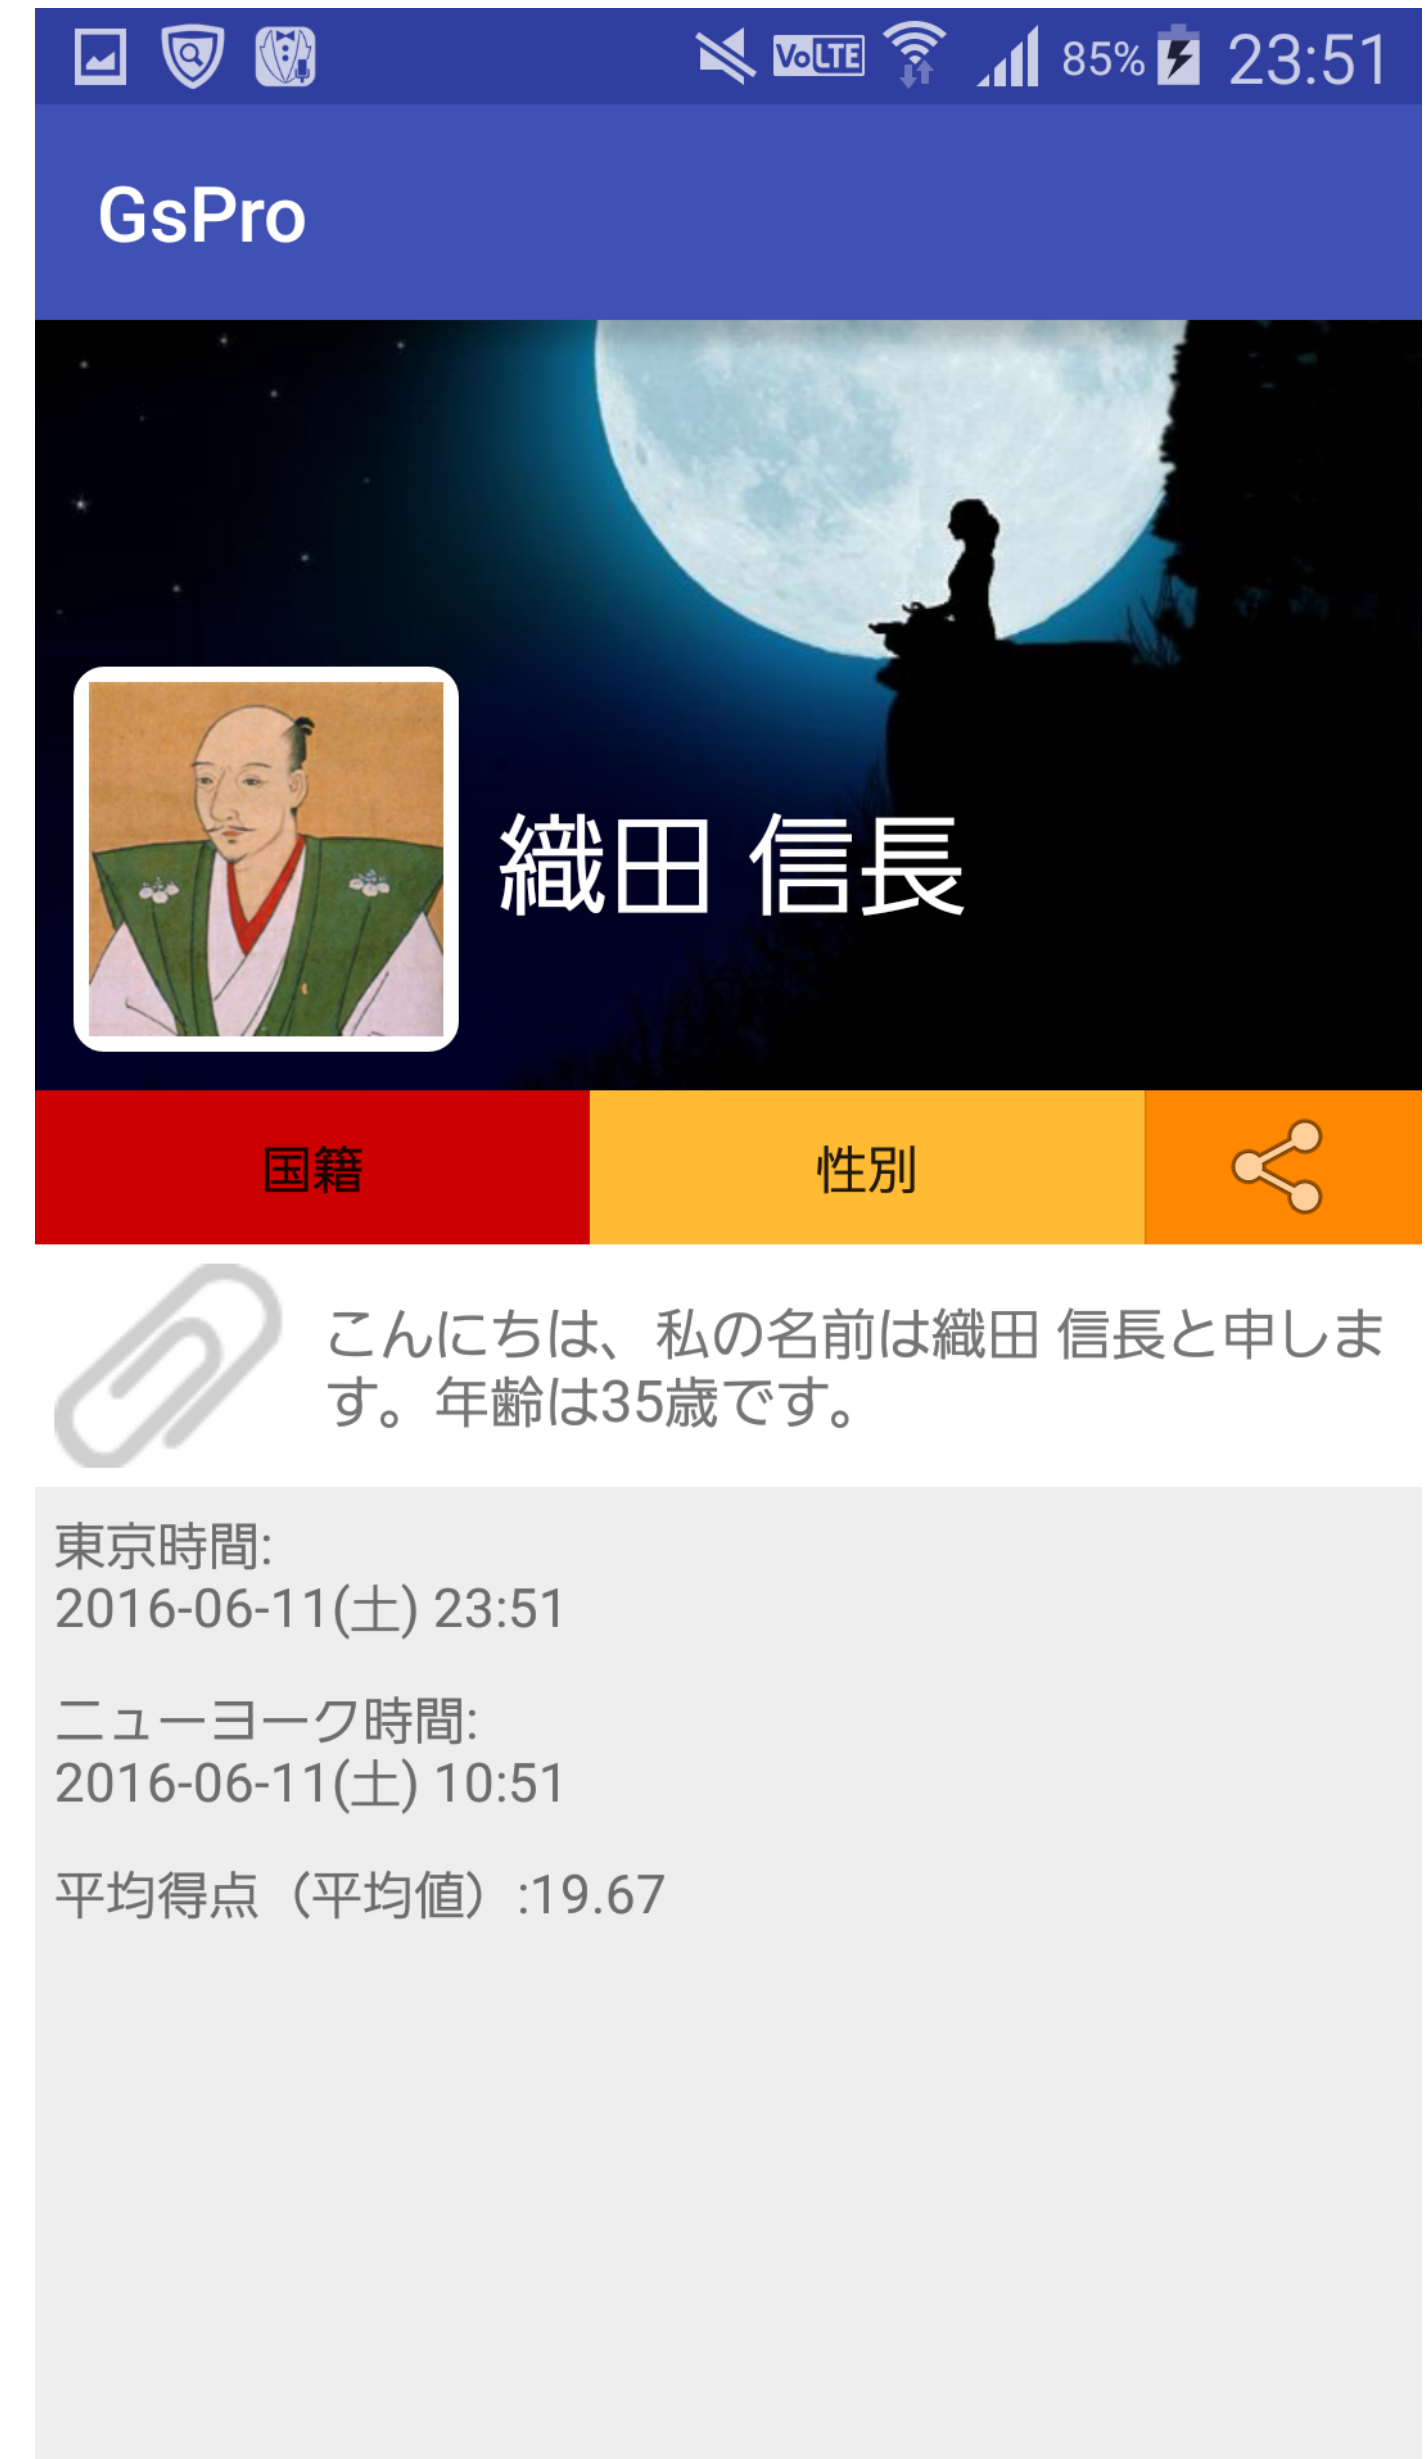 VoLTE 85% 23:51
GsPro
織田 信長
国籍 性別
こんにちは、私の名前は織田 信長と申しま
す。年齢は35歳です。
東京時間:
2016-06-11(土) 23:51
ニューヨーク時間:
2016-06-11(土) 10:51
平均得点（平均値）:19.67